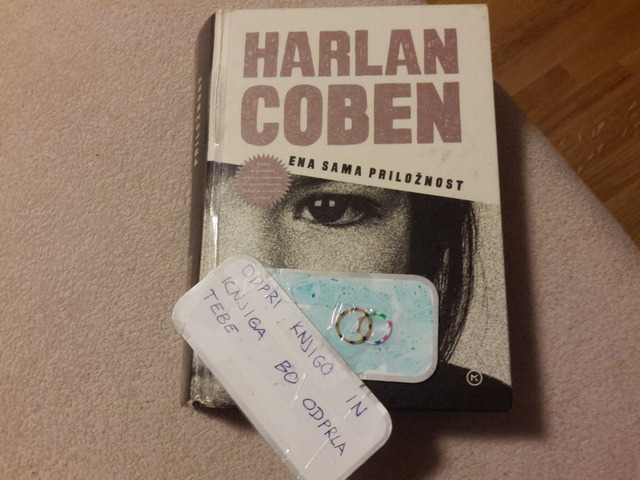 HARLAN
COBEN
ENA SAMA PRILOŽNOST
ODPRI KNJIGO IN
KNJIGA BO ODPRLA
TEBE